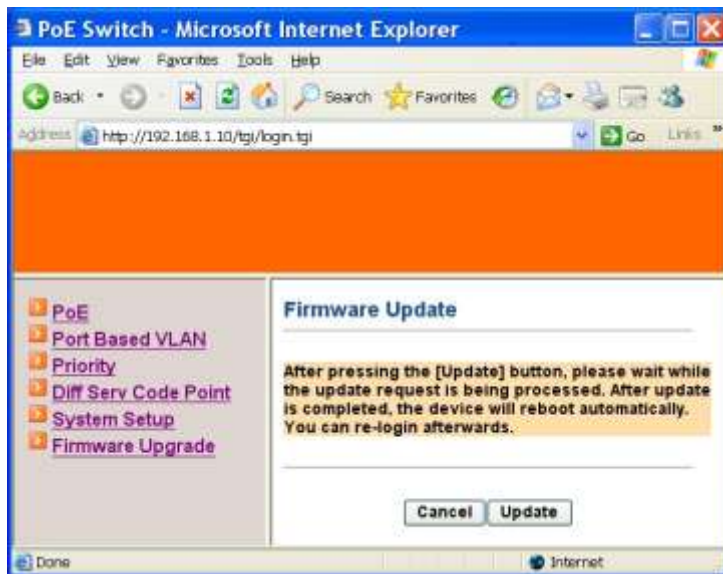 PoE Switch - Microsoft Internet Explorer
File Edit View Favorites Tools Help
Back Search Favorites
Address http://192.168.1.10/tgi/login.tgi Go Links »
PoE
Port Based VLAN
Priority
Diff Serv Code Point
System Setup
Firmware Upgrade
Firmware Update
After pressing the [Update] button, please wait while
the update request is being processed. After update
is completed, the device will reboot automatically.
You can re-login afterwards.
Cancel Update
Done Internet